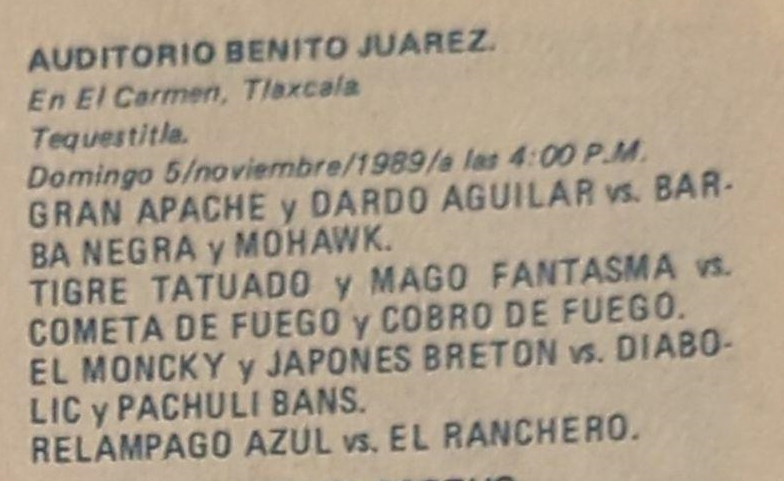 AUDITORIO BENITO JUAREZ.
En El Carmen, Tlaxcala
Tequestitla.
Domingo 5/noviembre/1989/a las 4:00 P.M.
GRAN APACHE y DARDO AGUILAR vs. BAR-
BA NEGRA y MOHAWK.
TIGRE TATUADO y MAGO FANTASMA vs.
COMETA DE FUEGO y COBRO DE FUEGO.
EL MONCKY y JAPONES BRETON vs. DIABO-
LIC y PACHULI BANS.
RELAMPAGO AZUL vs. EL RANCHERO.